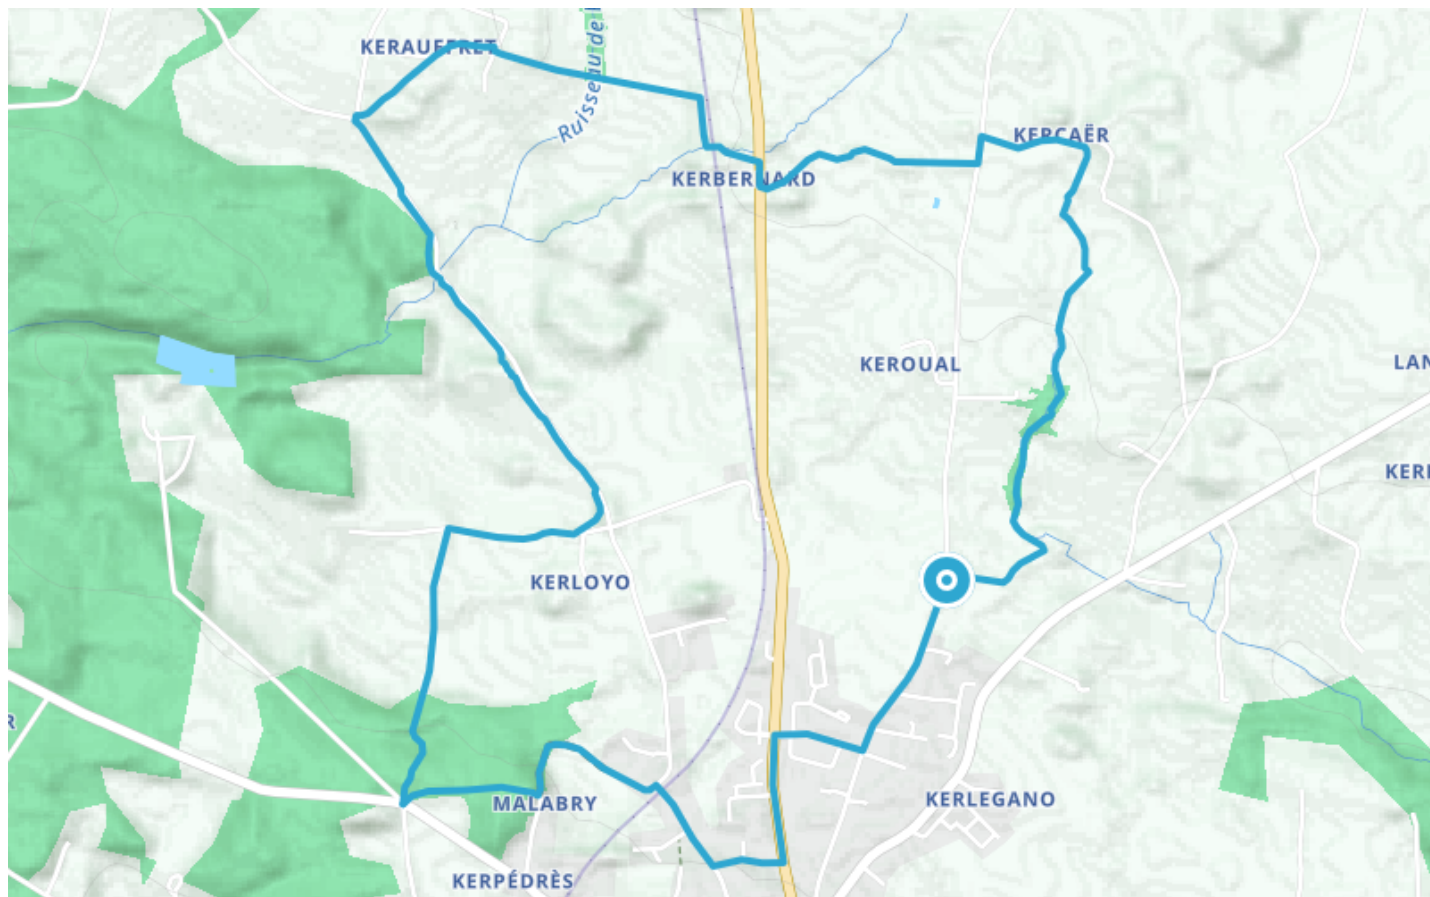 KERAUFFRET
Ruisseau de
KERCAËR
KERBERNARD
KEROUAL
LAN
KER
KERLOYO
R
MALABRY
KERLEGANO
KERPÉDRÈS